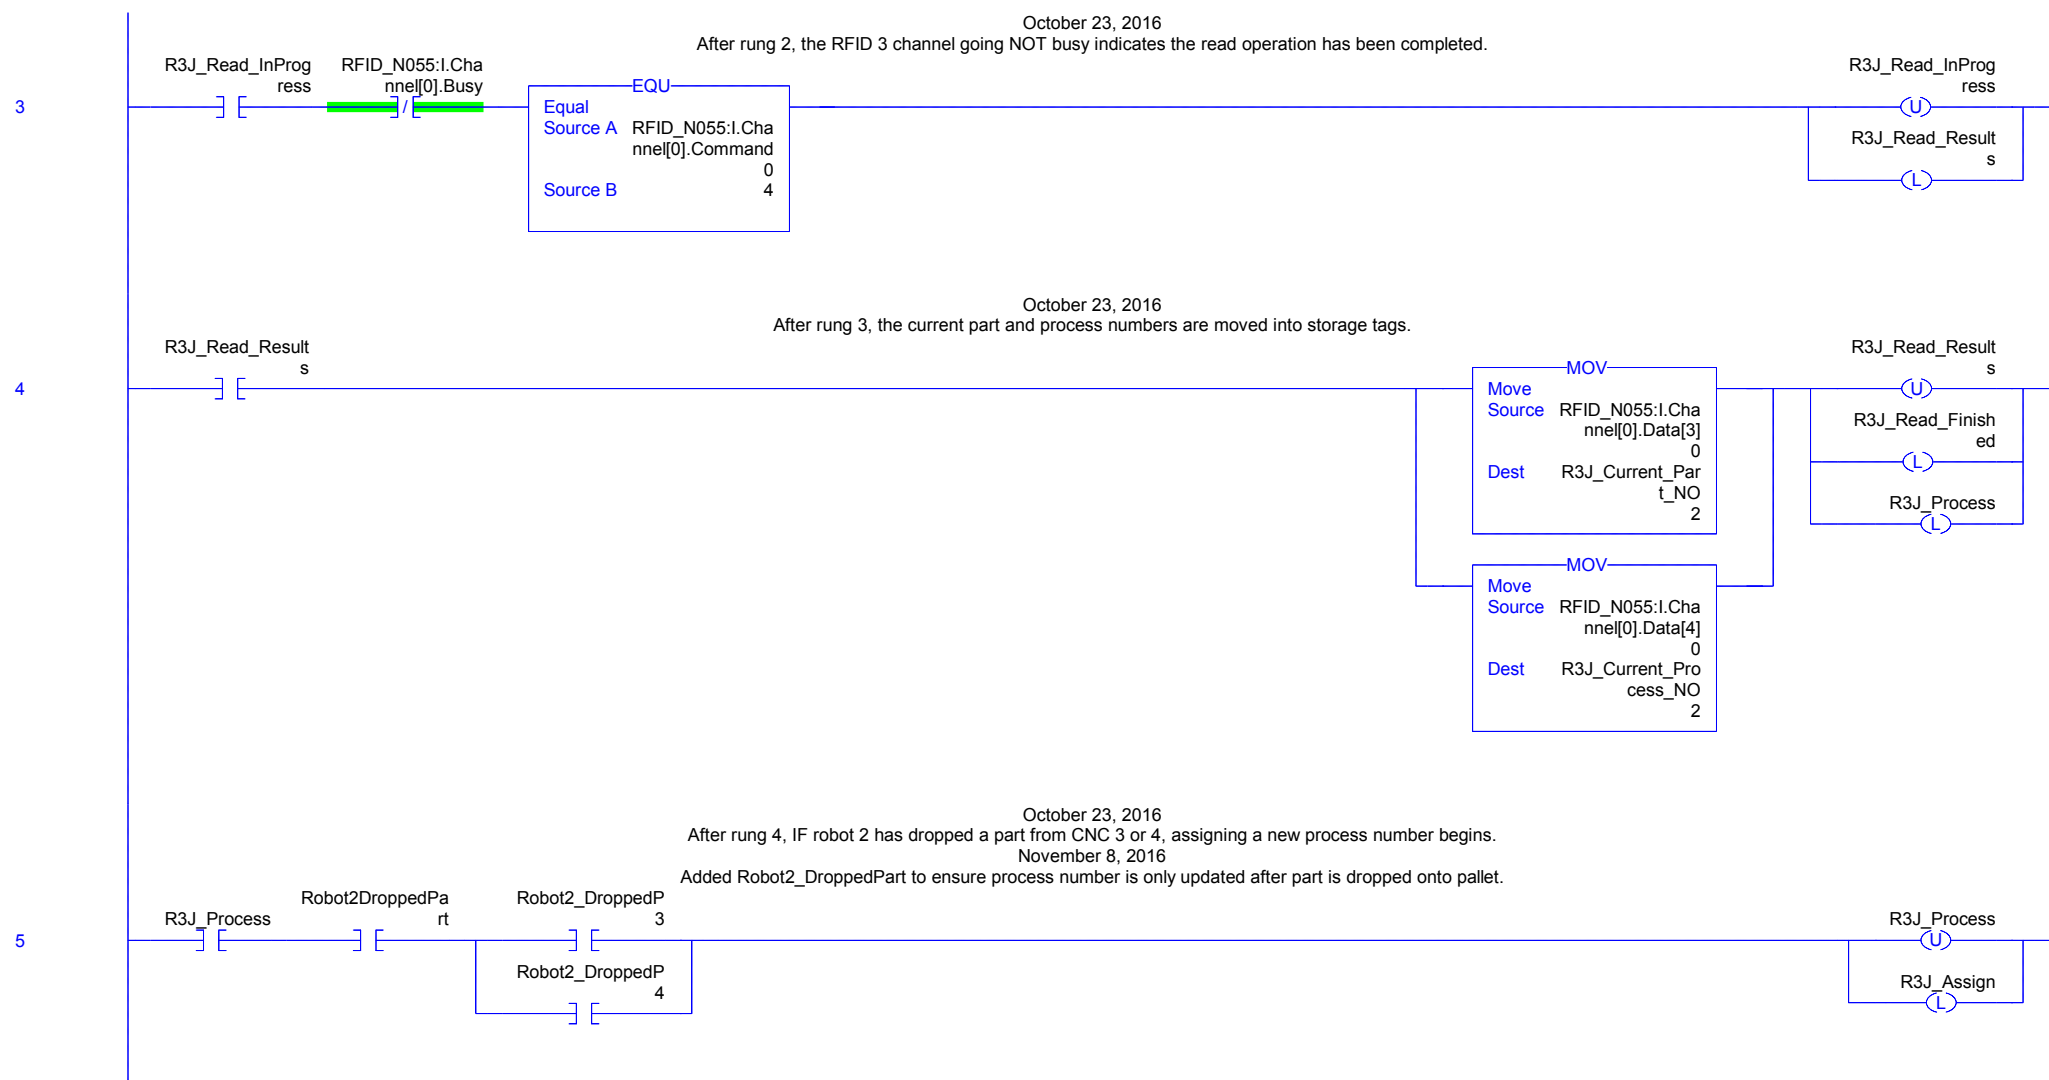 October 23, 2016
After rung 2, the RFID 3 channel going NOT busy indicates the read operation has been completed.
R3J_Read_InProg
ress
RFID_N055:I.Cha
nnel[0].Busy
R3J_Read_InProg
ress
3
/
EQU
Equal
Source A RFID_N055:I.Cha
nnel[0].Command
0
Source B 4
U
R3J_Read_Result
s
L
October 23, 2016
After rung 3, the current part and process numbers are moved into storage tags.
R3J_Read_Result
s
R3J_Read_Result
s
4
MOV
Move
Source RFID_N055:I.Cha
nnel[0].Data[3]
0
Dest R3J_Current_Par
t_NO
2
U
R3J_Read_Finish
ed
L
R3J_Process
L
MOV
Move
Source RFID_N055:I.Cha
nnel[0].Data[4]
0
Dest R3J_Current_Pro
cess_NO
2
October 23, 2016
After rung 4, IF robot 2 has dropped a part from CNC 3 or 4, assigning a new process number begins.
November 8, 2016
Added Robot2_DroppedPart to ensure process number is only updated after part is dropped onto pallet.
R3J_Process
Robot2DroppedPa
rt
Robot2_DroppedP
3
R3J_Process
5
U
Robot2_DroppedP
4
R3J_Assign
L